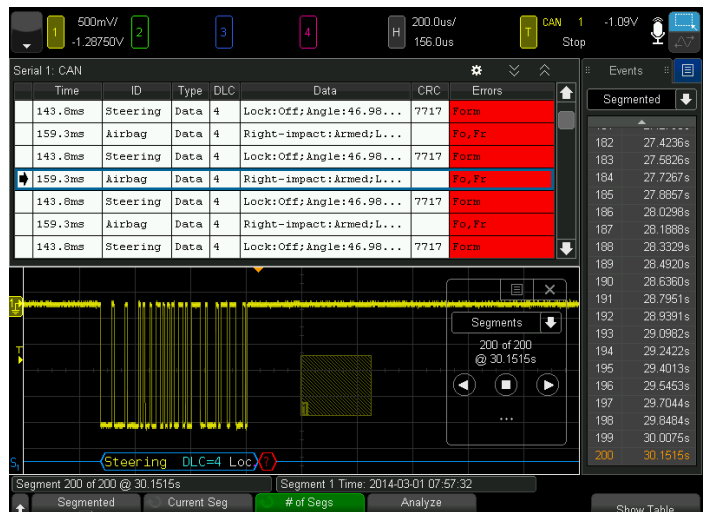 1 500mV/ 2 3 4 H 200.0us/ T CAN 1 -1.09V
-1.28750V 156.0us Stop
Serial 1: CAN
Time ID Type DLC Data CRC Errors
143.8ms Steering Data 4 Lock:Off;Angle:46.98... 7717 Form
159.3ms Airbag Data 4 Right-impact:Armed;L... Fo,Fr
143.8ms Steering Data 4 Lock:Off;Angle:46.98... 7717 Form
159.3ms Airbag Data 4 Right-impact:Armed;L... Fo,Fr
143.8ms Steering Data 4 Lock:Off;Angle:46.98... 7717 Form
159.3ms Airbag Data 4 Right-impact:Armed;L... Fo,Fr
143.8ms Steering Data 4 Lock:Off;Angle:46.98... 7717 Form
Events
Segmented
182 27.4236s
183 27.5826s
184 27.7267s
185 27.8857s
186 28.0298s
187 28.1888s
188 28.3329s
189 28.4920s
190 28.6360s
191 28.7951s
192 28.9391s
193 29.0982s
194 29.2422s
195 29.4013s
196 29.5453s
197 29.7044s
198 29.8484s
199 30.0075s
200 30.1515s
Segments
200 of 200
@ 30.1515s
...
1
T
1
S1
Steering DLC=4 Loc ?
Segment 200 of 200 @ 30.1515s
Segment 1 Time: 2014-03-01 07:57:32
Segmented Current Seg # of Segs Analyze Show Table